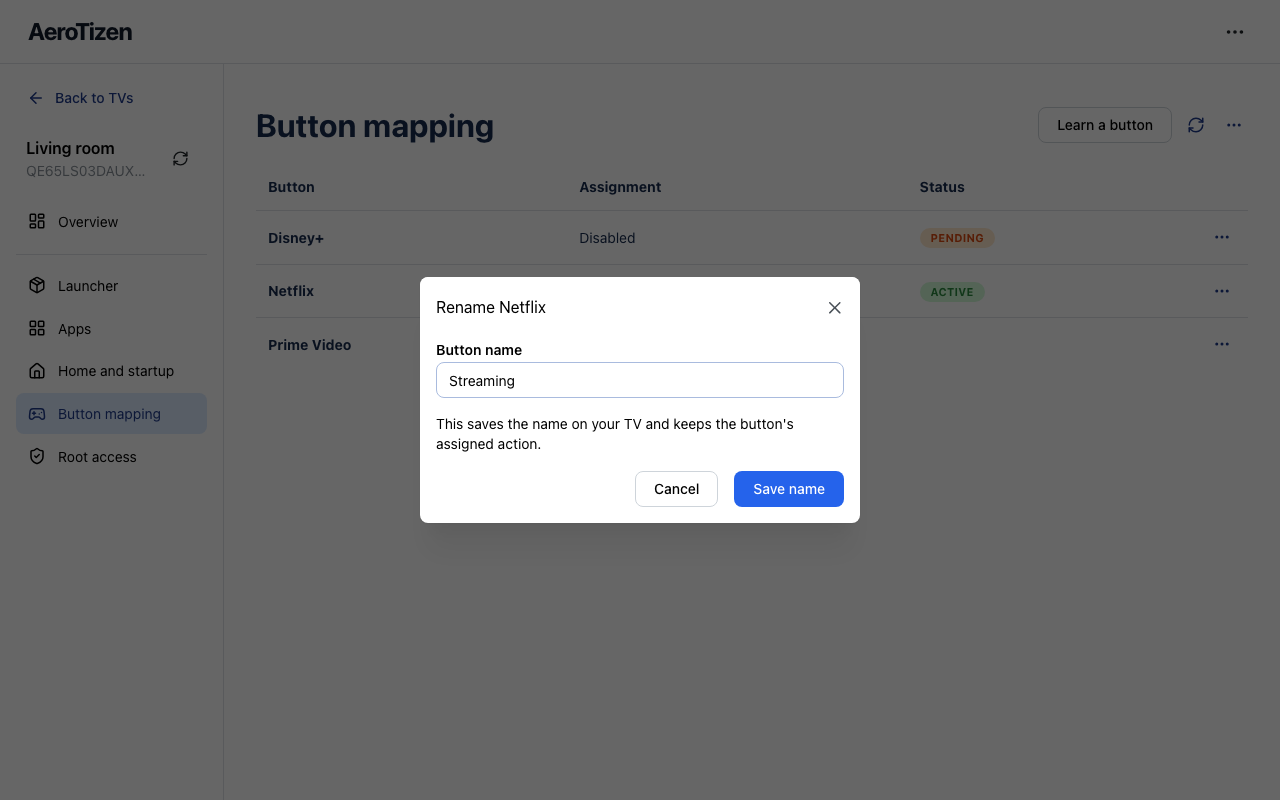 AeroTizen
Back to TVs
Living room
QE65LS03DAUX...
Overview
Launcher
Apps
Home and startup
Button mapping
Root access
Button mapping
Learn a button
Button Assignment Status
Disney+ Disabled PENDING
Netflix ACTIVE
Prime Video
Rename Netflix
Button name
Streaming
This saves the name on your TV and keeps the button's
assigned action.
Cancel Save name